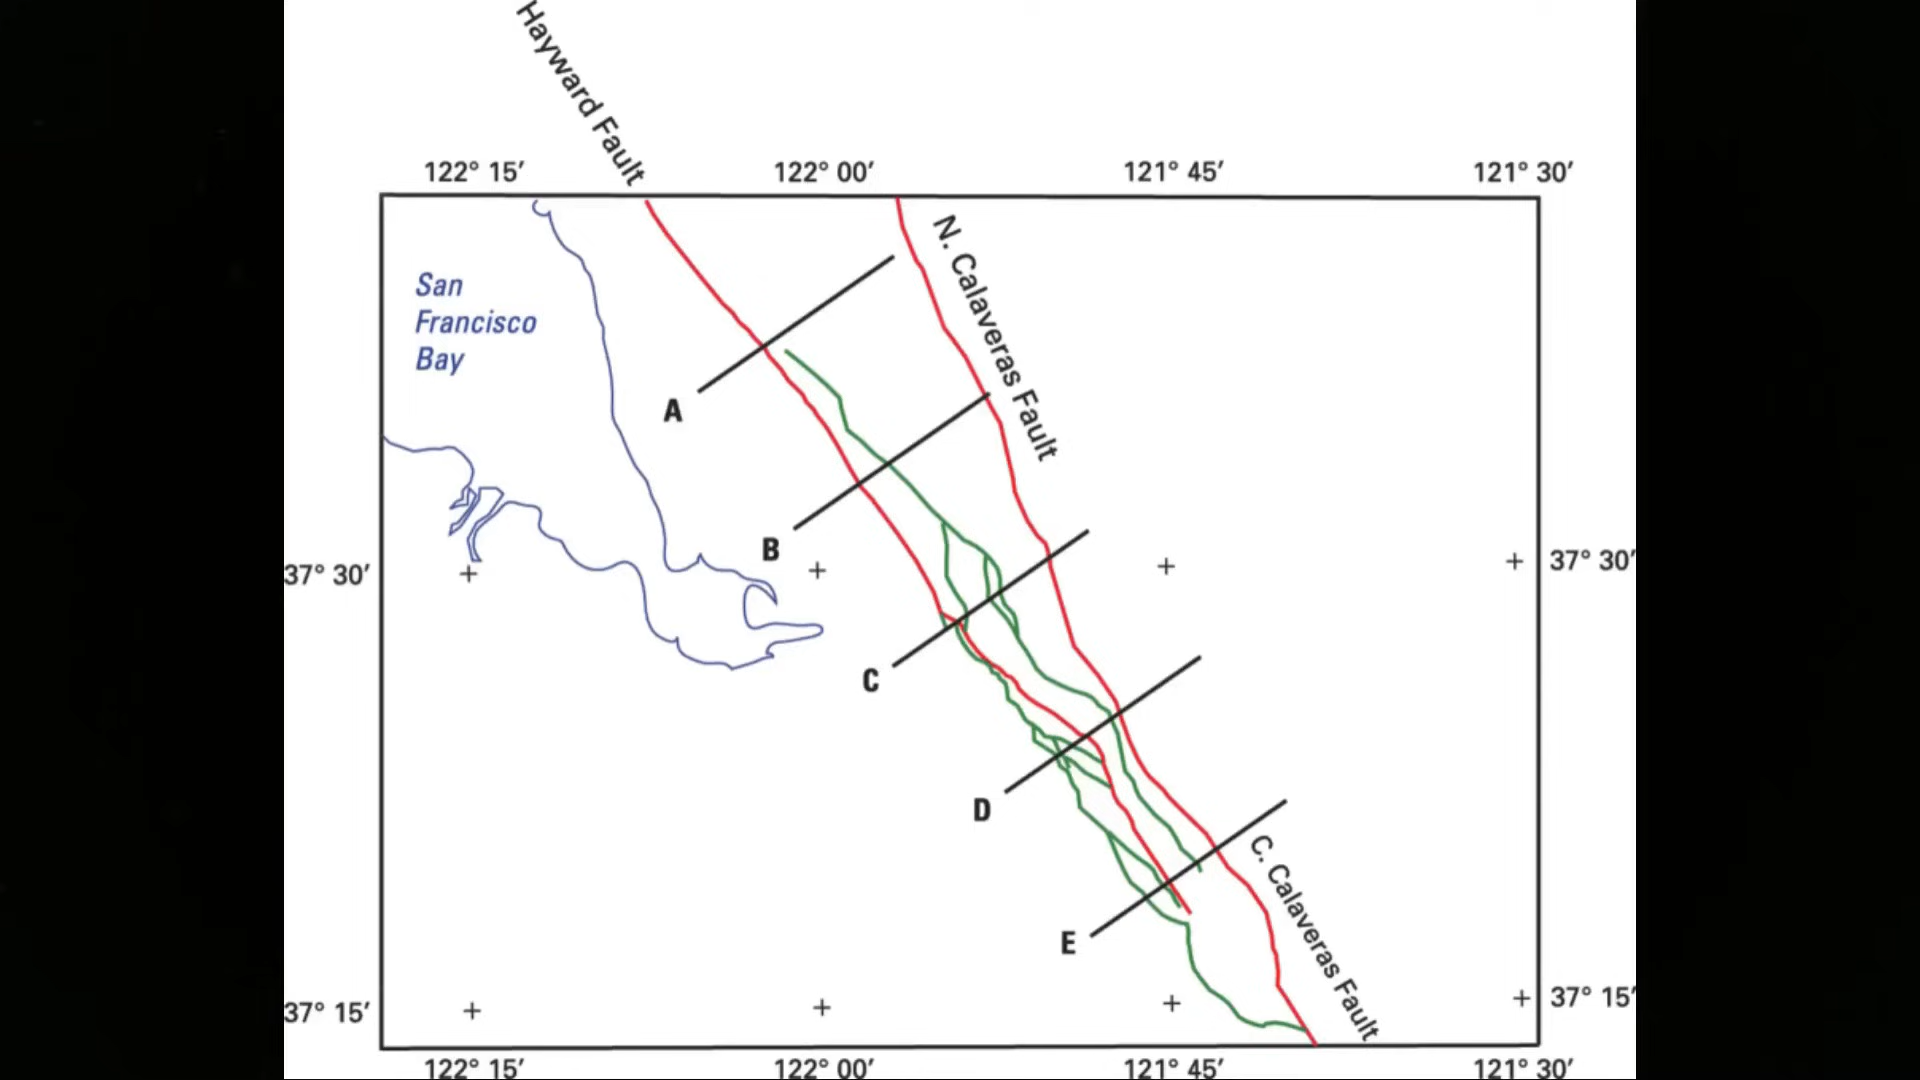 Hayward Fault
122° 15′
122° 00′
121° 45′
121° 30′
N. Calaveras Fault
San
Francisco
Bay
A
B
37° 30′
37° 30′
C
D
C. Calaveras Fault
E
37° 15′
37° 15′
122° 15′
122° 00′
121° 45′
121° 30′